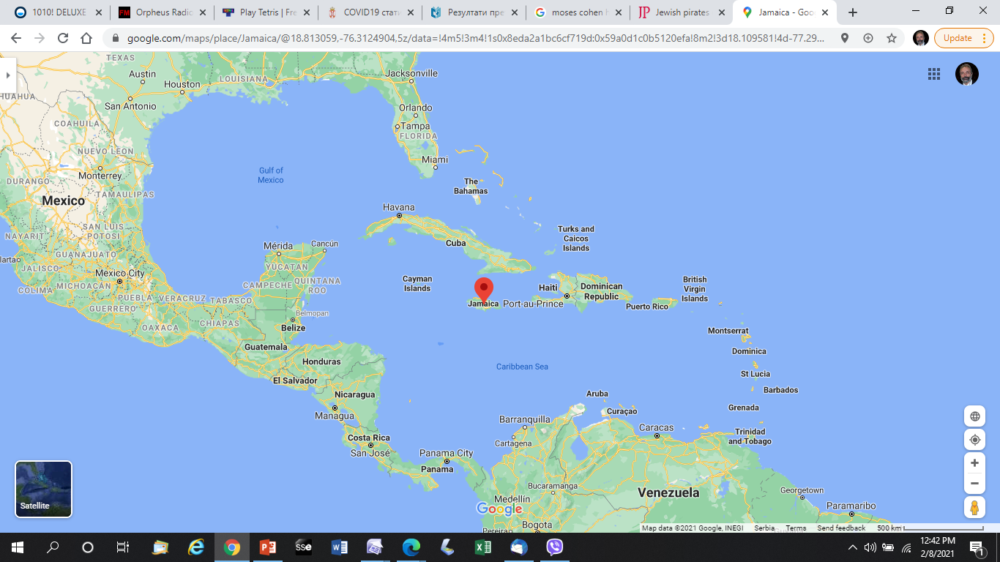 1010! DELUXE
Orpheus Radio
Play Tetris | Fre
COVID19 стати
Резултати пре
moses cohen h
Jewish pirates
Jamaica - Goo
google.com/maps/place/Jamaica/@18.813059,-76.3124904,5z/data=!4m5!3m4!1s0x8eda2a1bc6cf719d:0x59a0d1c0b5120efa!8m2!3d18.109581!4d-77.29...
Update
TEXAS
Austin
Houston
LOUISIANA
Jacksonville
HUAHUA
San Antonio
Orlando
COAHUILA
Tampa
FLORIDA
NUEVO LEON
Miami
Monterrey
Gulf of
Mexico
DURANGO
The
Bahamas
TAMAULIPAS
Mexico
Havana
SAN LUIS
POTOSI
NAYARIT
Turks and
Caicos
Islands
Cuba
Mérida
Cancún
GUANAJUATO
larta
JALISCO
YUCATAN
Mexico City
Cayman
Islands
QUINTANA
ROO
CAMPECHE
COLIMA
MICHOACÁN
PUEBLA
VERACRUZ
TABASCO
Haiti
Dominican
Republic
British
Virgin
Islands
Jamaica
Port-au-Prince
Puerto Rico
GUERRERO
Belmopan
OAXACA
CHIAPAS
Belize
Montserrat
Guatemala
Dominica
Honduras
Caribbean Sea
St Lucia
El Salvador
Nicaragua
Aruba
Barbados
Managua
Curaçao
Grenada
Barranquilla
Caracas
Costa Rica
Cartagena
Trinidad
and Tobago
San José
Panama City
Panama
Bucaramanga
Venezuela
Georgetown
Medellín
Paramaribo
Satellite
Google
Bogota
Pereira
Map data ©2021 Google, INEGI
Serbia
Terms
Send feedback
500 km
12:42 PM
2/8/2021
1